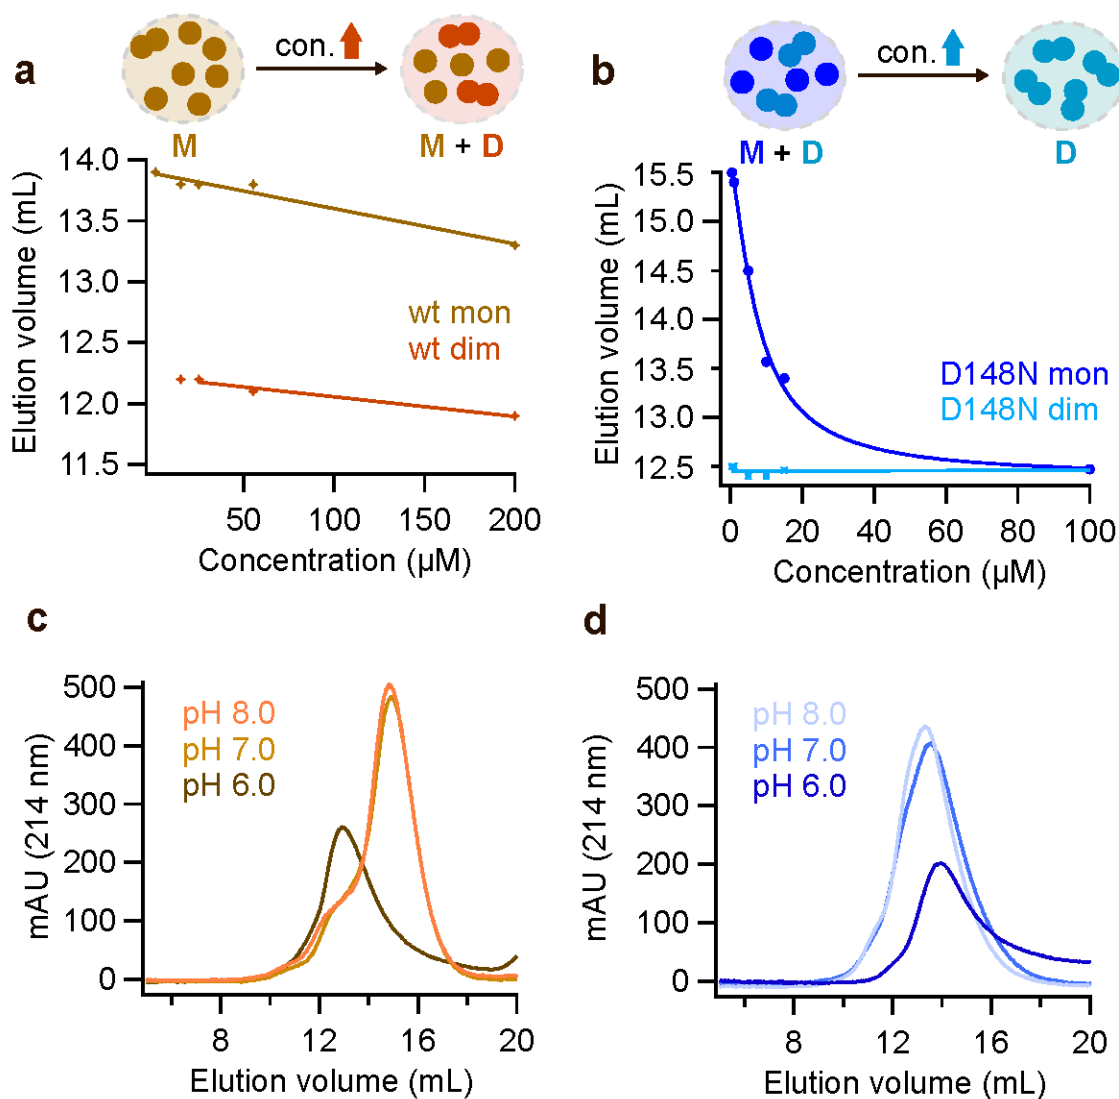 a
con.
M
M + D
14.0
13.5
13.0
12.5
12.0
11.5
Elution volume (mL)
wt mon
wt dim
50
100
150
200
Concentration (µM)
b
con.
M + D
D
15.5
15.0
14.5
14.0
13.5
13.0
12.5
Elution volume (mL)
D148N mon
D148N dim
0
20
40
60
80
100
Concentration (µM)
c
500
400
300
200
100
0
mAU (214 nm)
pH 8.0
pH 7.0
pH 6.0
8
12
16
20
Elution volume (mL)
d
500
400
300
200
100
0
mAU (214 nm)
pH 8.0
pH 7.0
pH 6.0
8
12
16
20
Elution volume (mL)